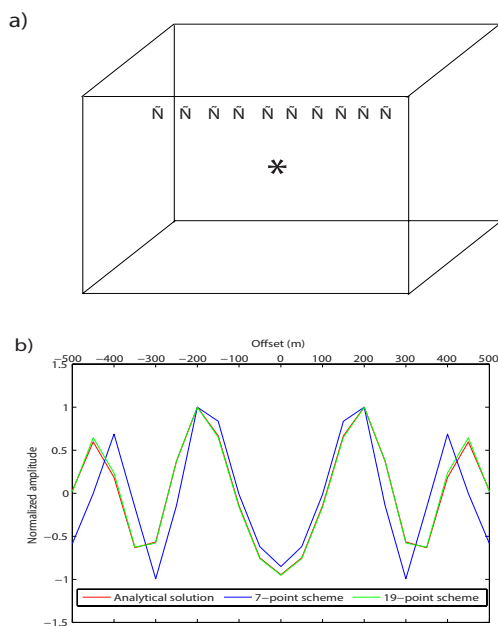 a)
Ñ Ñ Ñ Ñ Ñ Ñ Ñ Ñ Ñ Ñ
*
b)
Offset (m)
−500 −400 −300 −200 −100 0 100 200 300 400 500
1.5
1
0.5
0
−0.5
−1
−1.5
Normalized amplitude
Analytical solution 7−point scheme 19−point scheme